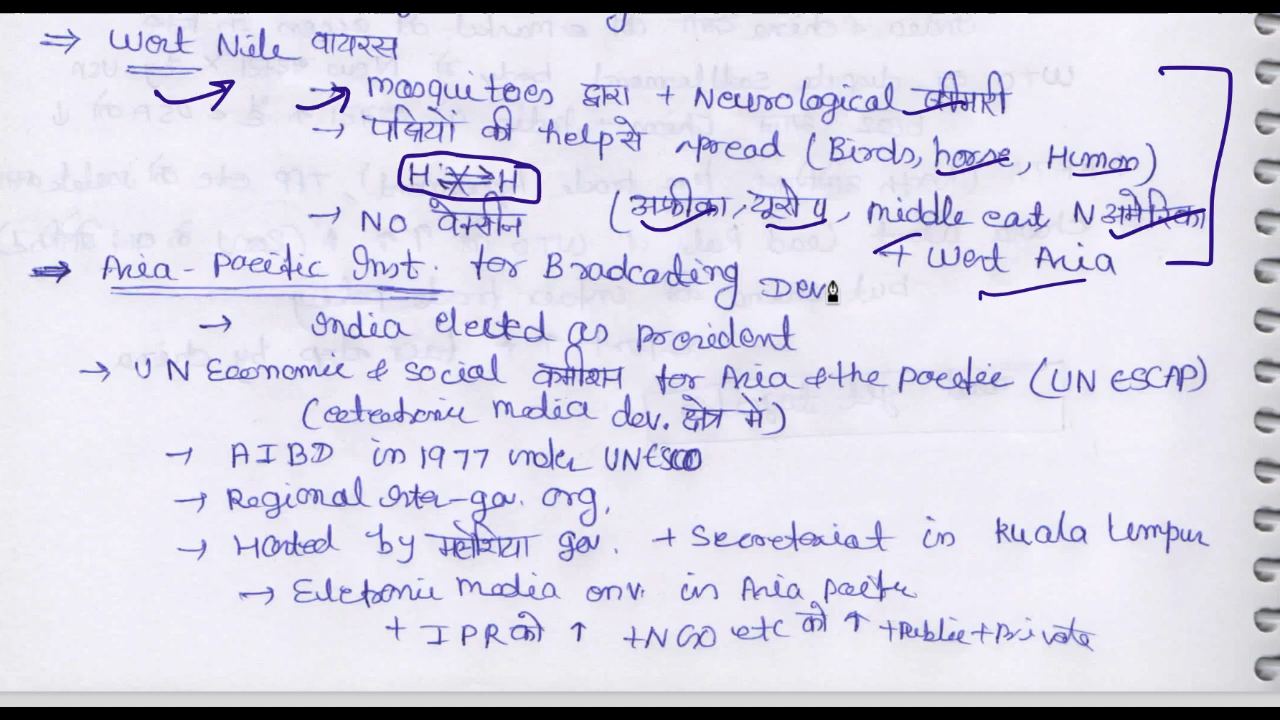 ⇒ West Nile वायरस
→ mosquitoes द्वारा + Neurological बीमारी
→ पक्षियों की help से spread (Birds, horse, Human)
H ⇌ H
→ No वेक्सीन (अफ्रीका, यूरोप, middle east N अमेरिका
+ West Asia
⇒ Asia-Pacific Inst. for Bradcasting Dev.
→ India elected as president
→ UN Economic & Social कमीशन for Asia & the pacific (UN ESCAP)
(electronic media dev. क्षेत्र में)
→ AIBD in 1977 under UNESCO
→ Regional Inter-gov. org.
→ Hosted by मलेशिया gov. + Secretariat in Kuala Lumpur
→ Eletronic media env. in Asia pacific
+ IPR को ↑ +NGO etc को ↑ +Public+Private